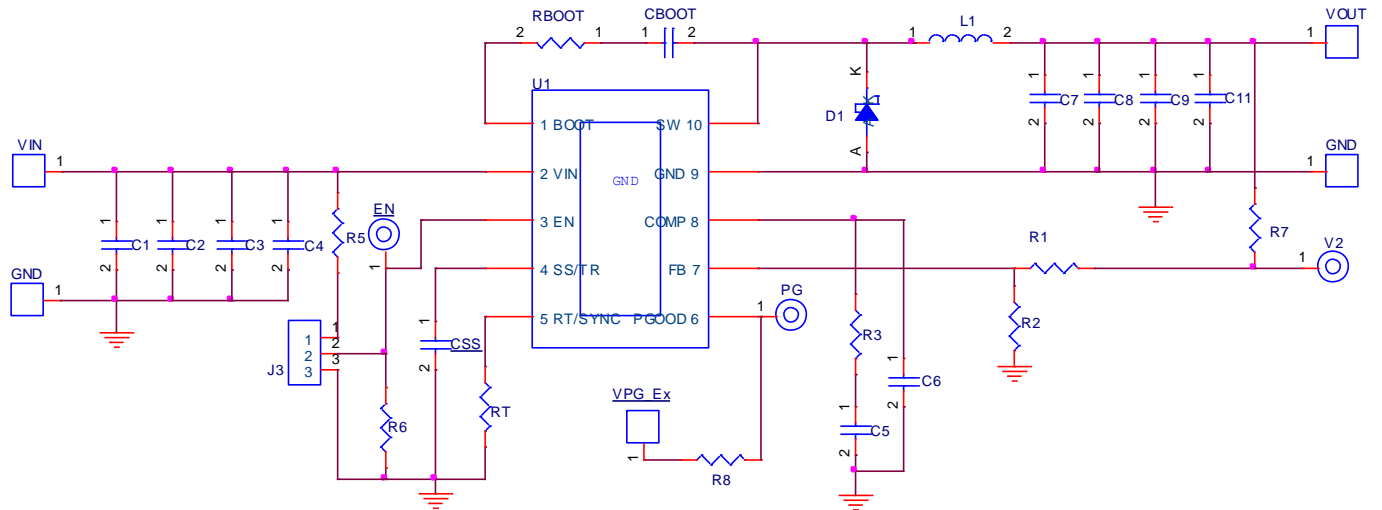 RBOOT CBOOT L1 VOUT
2 1 1 2 1 2 1
U1
K
A
D1
1 1 1 1
C7 C8 C9 C11
2 2 2 2
1 BOOT SW 10
VIN 1
2 VIN GND GND 9
GND 1
3 EN COMP 8
4 SS/TR FB 7
5 RT/SYNC PGOOD 6
1 1 1 1
C1 C2 C3 C4
2 2 2 2
R5
EN
1
GND 1
R1
R7
V2
1
PG
1
R2
J3
1 1
2 2
3 3
1
CSS
2
R6
RT
VPG_Ex
1
R8
R3
1
C5
2
1
C6
2